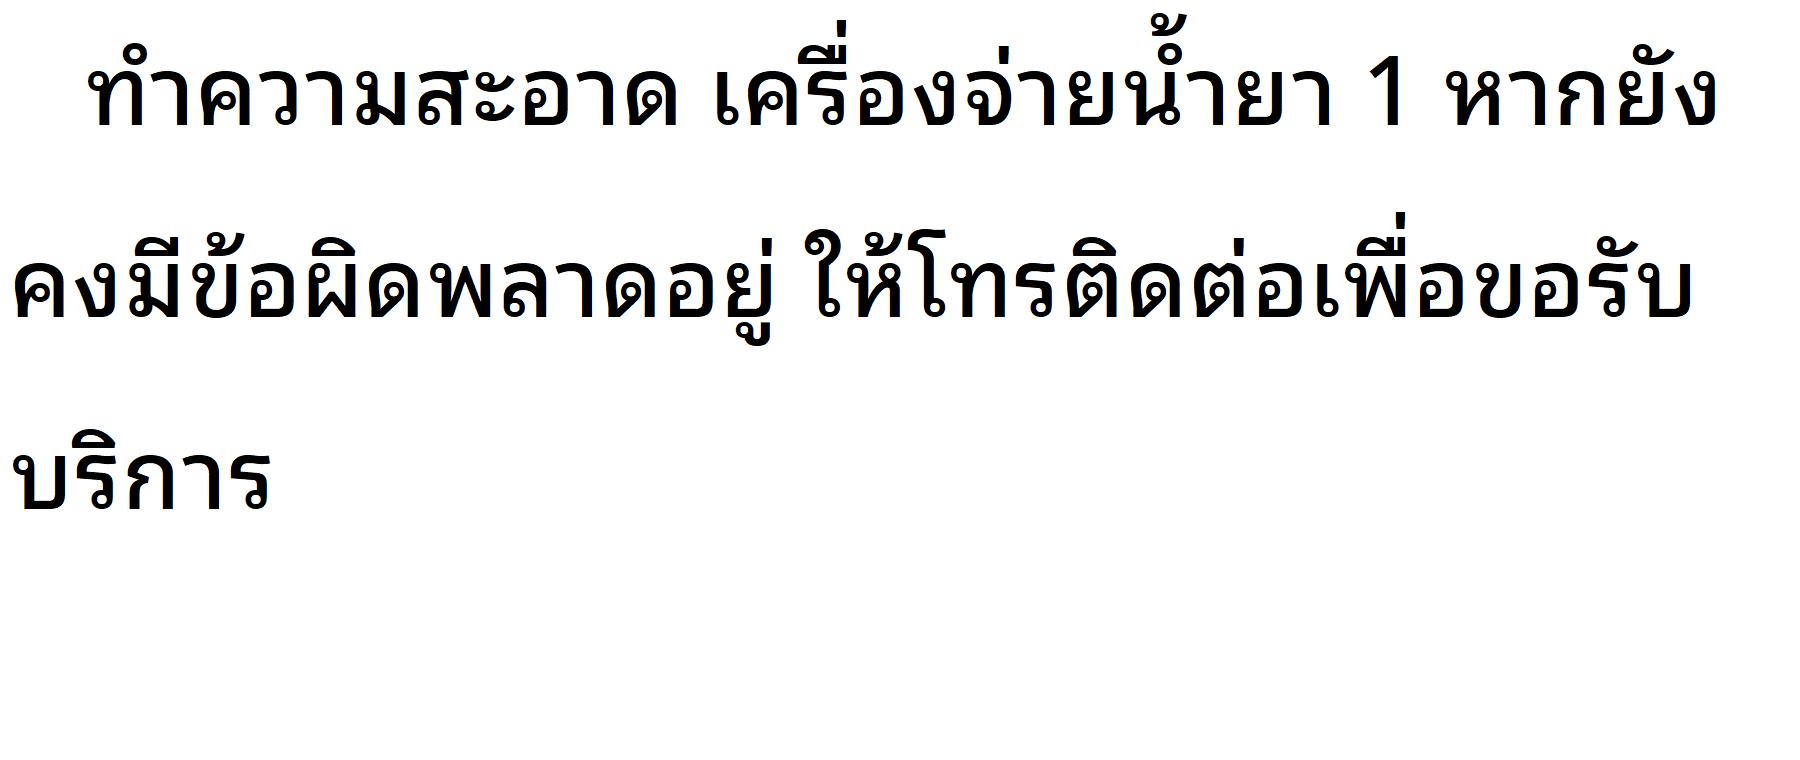 ทำความสะอาด เครื่องจ่ายน้ำยา 1 หากยัง
คงมีข้อผิดพลาดอยู่ ให้โทรติดต่อเพื่อขอรับ
บริการ